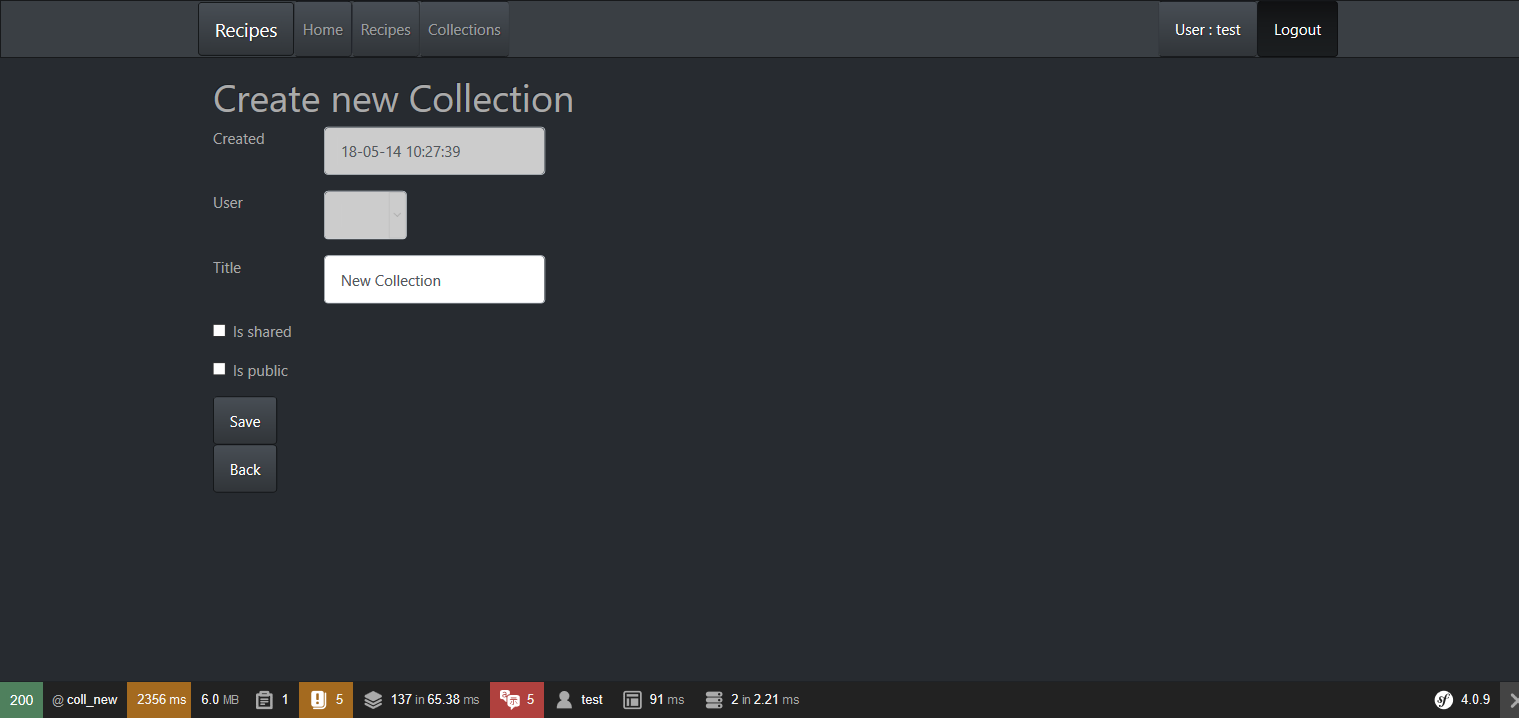 Recipes Home Recipes Collections User : test Logout
Create new Collection
Created 18-05-14 10:27:39
User
Title New Collection
Is shared
Is public
Save
Back
200 @ coll_new 2356 ms 6.0 MB 1 5 137 in 65.38 ms 5 test 91 ms 2 in 2.21 ms sf 4.0.9